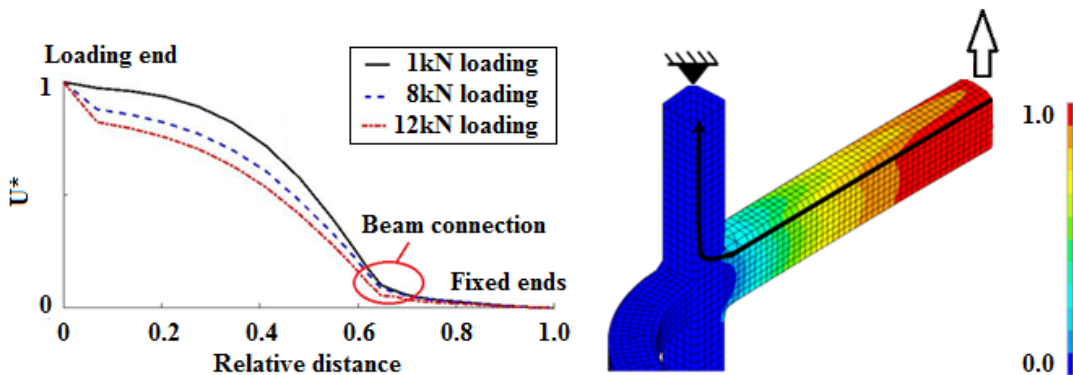 Loading end
1kN loading
8kN loading
12kN loading
1
U*
Beam connection
Fixed ends
0
0 0.2 0.4 0.6 0.8 1.0
Relative distance
1.0
0.0